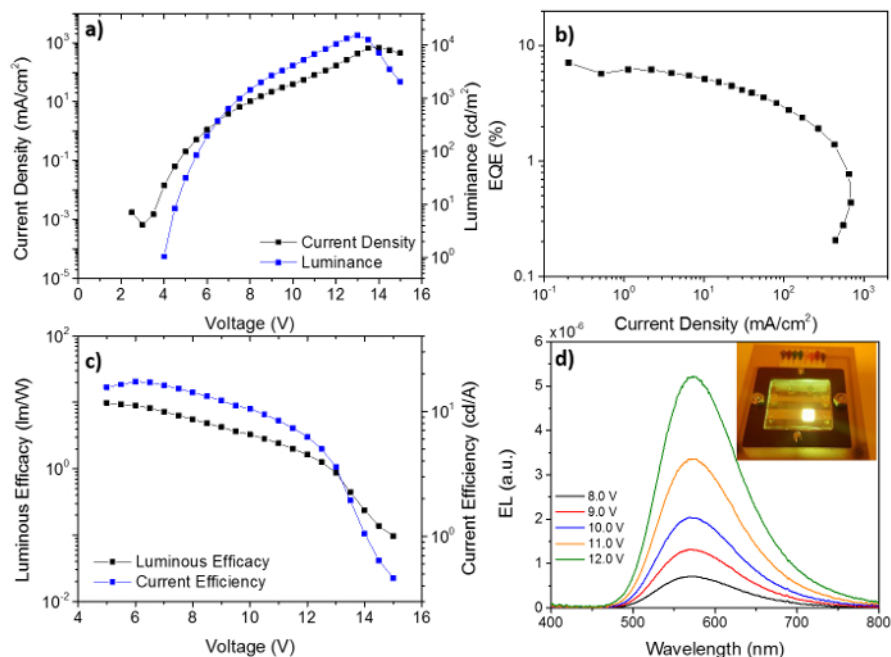 a)
Current Density (mA/cm²)
10³
10¹
10⁻¹
10⁻³
10⁻⁵
Luminance (cd/m²)
10⁴
10³
10²
10¹
10⁰
Current Density
Luminance
0 2 4 6 8 10 12 14 16
Voltage (V)
b)
EQE (%)
10
1
0.1
10⁻¹ 10⁰ 10¹ 10² 10³
Current Density (mA/cm²)
c)
Luminous Efficacy (lm/W)
10²
10⁰
10⁻²
Current Efficiency (cd/A)
10¹
10⁰
Luminous Efficacy
Current Efficiency
4 6 8 10 12 14 16
Voltage (V)
d)
×10⁻⁶
EL (a.u.)
6
5
4
3
2
1
0
8.0 V
9.0 V
10.0 V
11.0 V
12.0 V
400 500 600 700 800
Wavelength (nm)